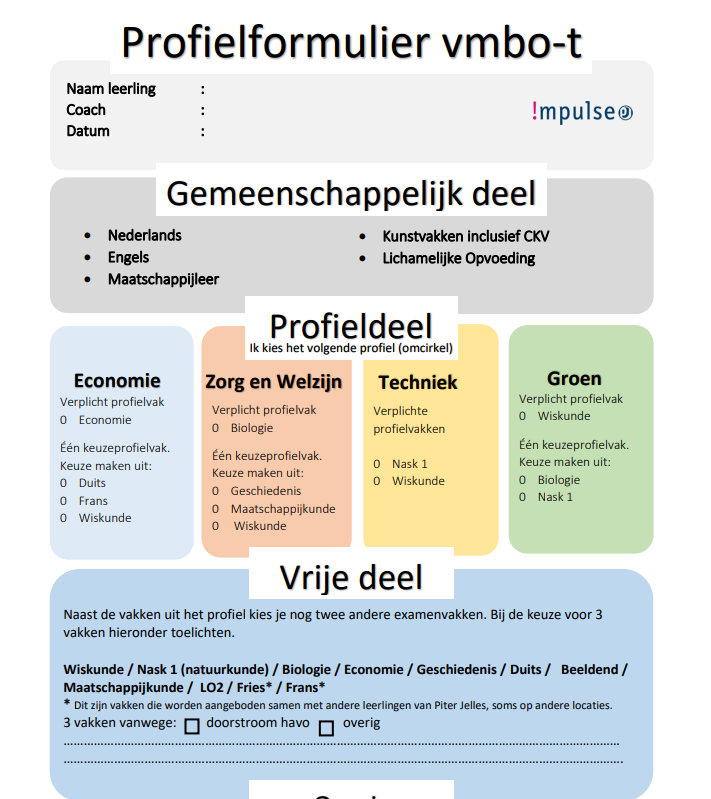 Profielformulier vmbo-t
Naam leerling :
Coach :
Datum :
!mpulse
Gemeenschappelijk deel
• Nederlands
• Engels
• Maatschappijleer
• Kunstvakken inclusief CKV
• Lichamelijke Opvoeding
Profieldeel
Ik kies het volgende profiel (omcirkel)
Economie
Verplicht profielvak
0 Economie
Één keuzeprofielvak.
Keuze maken uit:
0 Duits
0 Frans
0 Wiskunde
Zorg en Welzijn
Verplicht profielvak
0 Biologie
Één keuzeprofielvak.
Keuze maken uit:
0 Geschiedenis
0 Maatschappijkunde
0 Wiskunde
Techniek
Verplichte
profielvakken
0 Nask 1
0 Wiskunde
Groen
Verplicht profielvak
0 Wiskunde
Één keuzeprofielvak.
Keuze maken uit:
0 Biologie
0 Nask 1
Vrije deel
Naast de vakken uit het profiel kies je nog twee andere examenvakken. Bij de keuze voor 3
vakken hieronder toelichten.
Wiskunde / Nask 1 (natuurkunde) / Biologie / Economie / Geschiedenis / Duits / Beeldend /
Maatschappijkunde / LO2 / Fries* / Frans*
* Dit zijn vakken die worden aangeboden samen met andere leerlingen van Piter Jelles, soms op andere locaties.
3 vakken vanwege: □ doorstroom havo □ overig